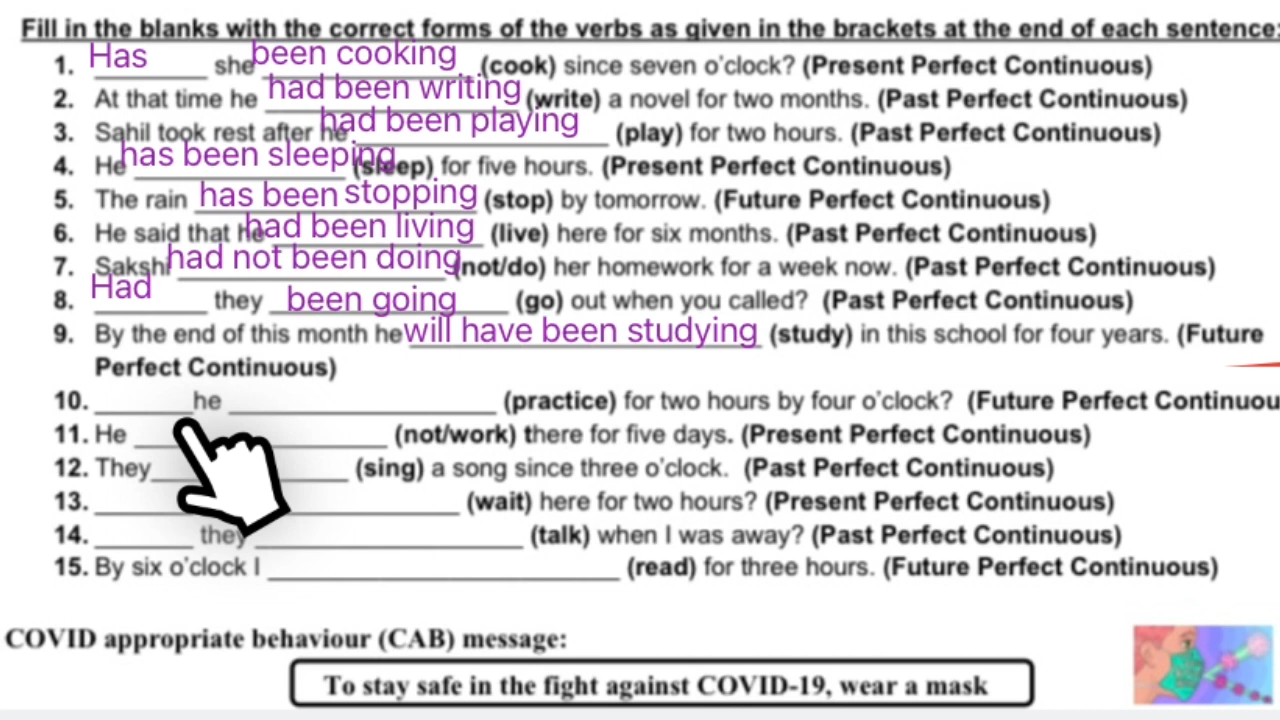 Fill in the blanks with the correct forms of the verbs as given in the brackets at the end of each sentence:
1. Has she been cooking (cook) since seven o'clock? (Present Perfect Continuous)
2. At that time he had been writing (write) a novel for two months. (Past Perfect Continuous)
3. Sahil took rest after he had been playing (play) for two hours. (Past Perfect Continuous)
4. He has been sleeping (sleep) for five hours. (Present Perfect Continuous)
5. The rain has been stopping (stop) by tomorrow. (Future Perfect Continuous)
6. He said that he had been living (live) here for six months. (Past Perfect Continuous)
7. Sakshi had not been doing (not/do) her homework for a week now. (Past Perfect Continuous)
8. Had they been going (go) out when you called? (Past Perfect Continuous)
9. By the end of this month he will have been studying (study) in this school for four years. (Future
Perfect Continuous)
10. ______ he ______ (practice) for two hours by four o'clock? (Future Perfect Continuou
11. He ______ (not/work) there for five days. (Present Perfect Continuous)
12. They ______ (sing) a song since three o'clock. (Past Perfect Continuous)
13. ______ (wait) here for two hours? (Present Perfect Continuous)
14. ______ they ______ (talk) when I was away? (Past Perfect Continuous)
15. By six o'clock I ______ (read) for three hours. (Future Perfect Continuous)
COVID appropriate behaviour (CAB) message:
To stay safe in the fight against COVID-19, wear a mask